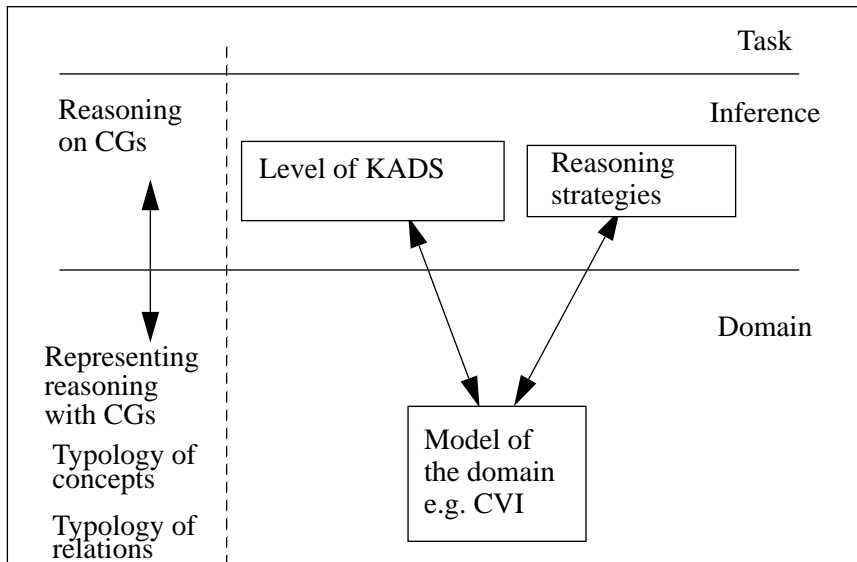 Task
Reasoning
on CGs
Inference
Level of KADS
Reasoning
strategies
Domain
Representing
reasoning
with CGs
Model of
the domain
e.g. CVI
Typology of
concepts
Typology of
relations